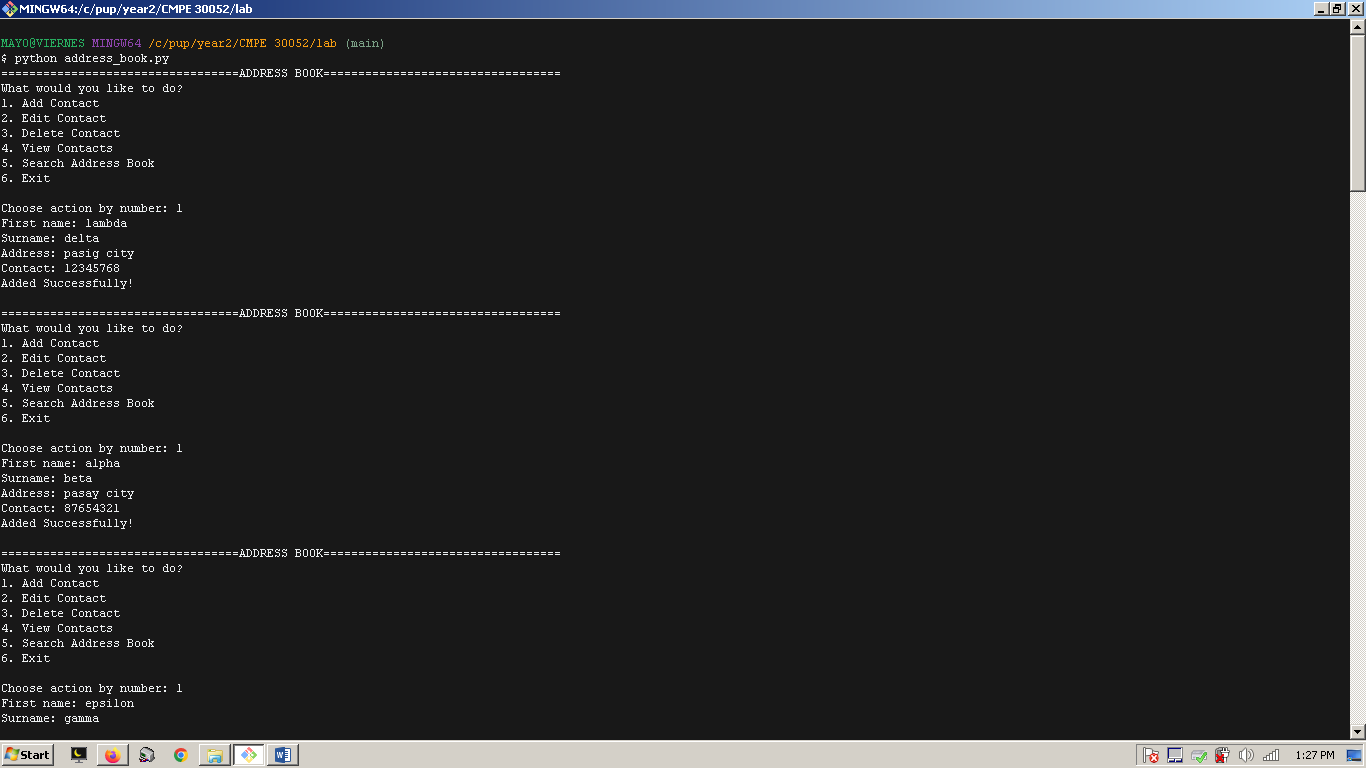 MINGW64:/c/pup/year2/CMPE 30052/lab
MAYO@VIERNES MINGW64 /c/pup/year2/CMPE 30052/lab (main)
$ python address_book.py
==================================ADDRESS BOOK==================================
What would you like to do?
1. Add Contact
2. Edit Contact
3. Delete Contact
4. View Contacts
5. Search Address Book
6. Exit
Choose action by number: 1
First name: lambda
Surname: delta
Address: pasig city
Contact: 12345768
Added Successfully!
==================================ADDRESS BOOK==================================
What would you like to do?
1. Add Contact
2. Edit Contact
3. Delete Contact
4. View Contacts
5. Search Address Book
6. Exit
Choose action by number: 1
First name: alpha
Surname: beta
Address: pasay city
Contact: 87654321
Added Successfully!
==================================ADDRESS BOOK==================================
What would you like to do?
1. Add Contact
2. Edit Contact
3. Delete Contact
4. View Contacts
5. Search Address Book
6. Exit
Choose action by number: 1
First name: epsilon
Surname: gamma
Start
1:27 PM